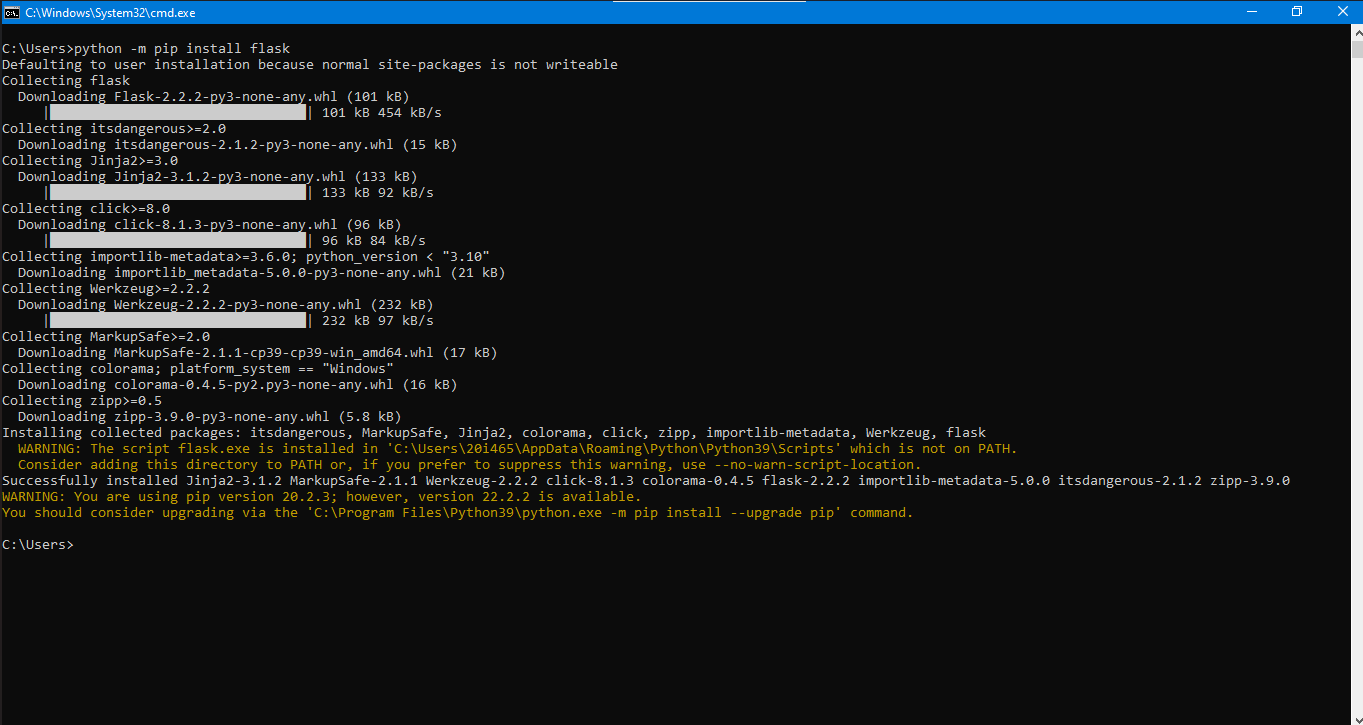 C:\Windows\System32\cmd.exe
C:\Users>python -m pip install flask
Defaulting to user installation because normal site-packages is not writeable
Collecting flask
  Downloading Flask-2.2.2-py3-none-any.whl (101 kB)
     |████████████████████████████████| 101 kB 454 kB/s
Collecting itsdangerous>=2.0
  Downloading itsdangerous-2.1.2-py3-none-any.whl (15 kB)
Collecting Jinja2>=3.0
  Downloading Jinja2-3.1.2-py3-none-any.whl (133 kB)
     |████████████████████████████████| 133 kB 92 kB/s
Collecting click>=8.0
  Downloading click-8.1.3-py3-none-any.whl (96 kB)
     |████████████████████████████████| 96 kB 84 kB/s
Collecting importlib-metadata>=3.6.0; python_version < "3.10"
  Downloading importlib_metadata-5.0.0-py3-none-any.whl (21 kB)
Collecting Werkzeug>=2.2.2
  Downloading Werkzeug-2.2.2-py3-none-any.whl (232 kB)
     |████████████████████████████████| 232 kB 97 kB/s
Collecting MarkupSafe>=2.0
  Downloading MarkupSafe-2.1.1-cp39-cp39-win_amd64.whl (17 kB)
Collecting colorama; platform_system == "Windows"
  Downloading colorama-0.4.5-py2.py3-none-any.whl (16 kB)
Collecting zipp>=0.5
  Downloading zipp-3.9.0-py3-none-any.whl (5.8 kB)
Installing collected packages: itsdangerous, MarkupSafe, Jinja2, colorama, click, zipp, importlib-metadata, Werkzeug, flask
  WARNING: The script flask.exe is installed in 'C:\Users\20i465\AppData\Roaming\Python\Python39\Scripts' which is not on PATH.
  Consider adding this directory to PATH or, if you prefer to suppress this warning, use --no-warn-script-location.
Successfully installed Jinja2-3.1.2 MarkupSafe-2.1.1 Werkzeug-2.2.2 click-8.1.3 colorama-0.4.5 flask-2.2.2 importlib-metadata-5.0.0 itsdangerous-2.1.2 zipp-3.9.0
WARNING: You are using pip version 20.2.3; however, version 22.2.2 is available.
You should consider upgrading via the 'C:\Program Files\Python39\python.exe -m pip install --upgrade pip' command.
C:\Users>